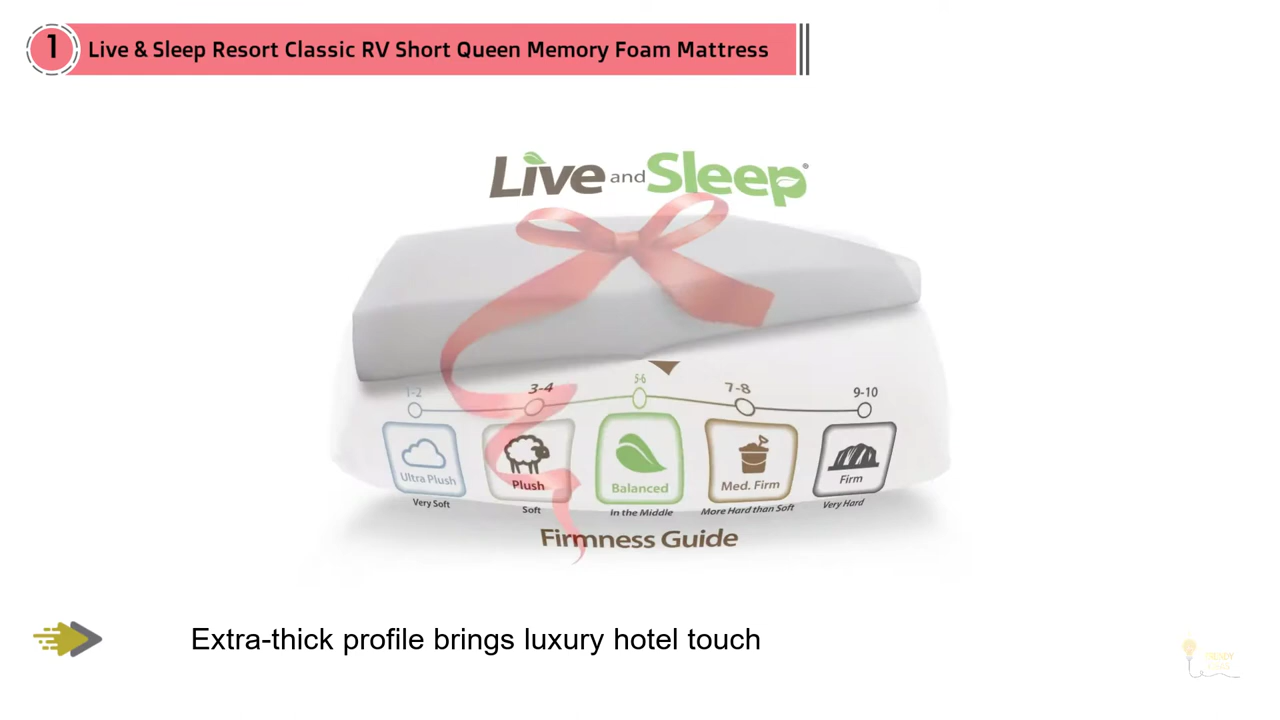 1
Live & Sleep Resort Classic RV Short Queen Memory Foam Mattress
Live and Sleep®
1-2
3-4
5-6
7-8
9-10
Ultra Plush
Plush
Balanced
Med. Firm
Firm
Very Soft
Soft
In the Middle
More Hard than Soft
Very Hard
Firmness Guide
Extra-thick profile brings luxury hotel touch